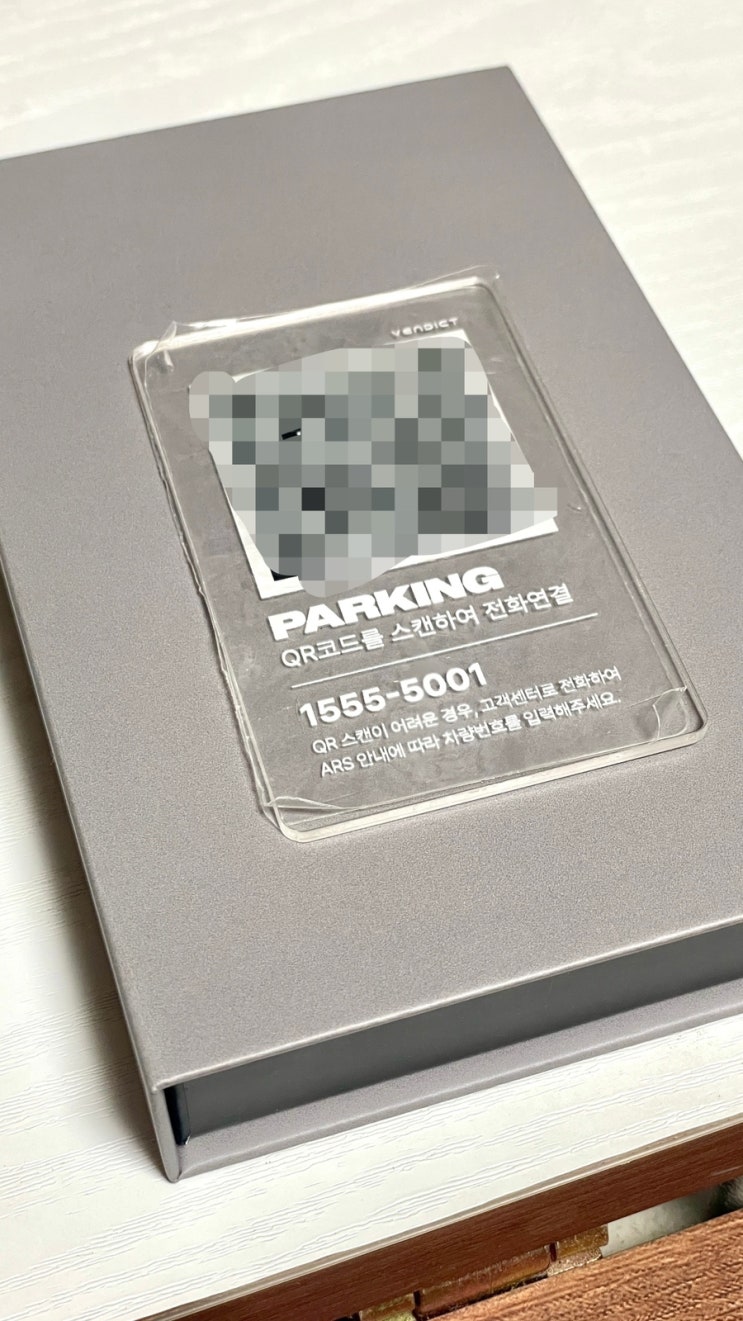 VENDICT
PARKING
QR코드를 스캔하여 전화연결
1555-5001
QR 스캔이 어려운 경우, 고객센터로 전화하여
ARS 안내에 따라 차량번호를 입력해주세요.